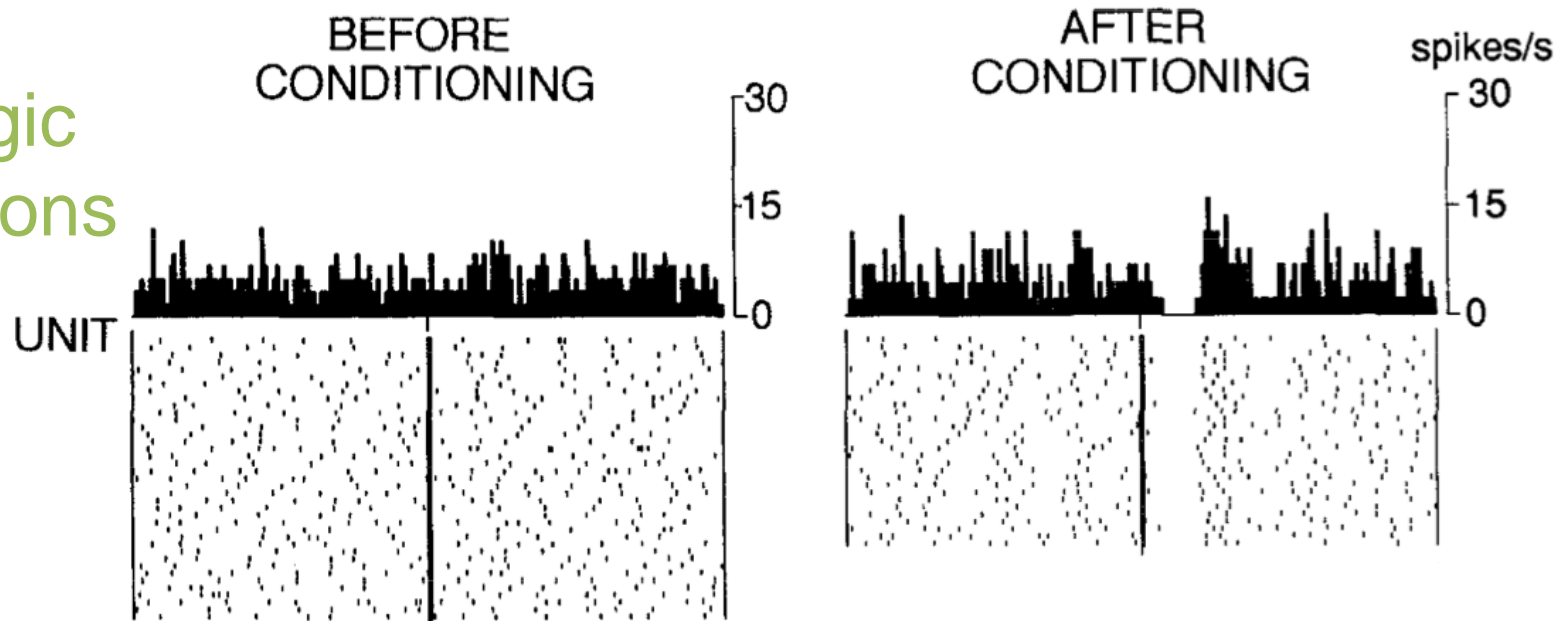 BEFORE
CONDITIONING
AFTER
CONDITIONING
spikes/s
30
15
0
30
15
0
gic
ons
UNIT